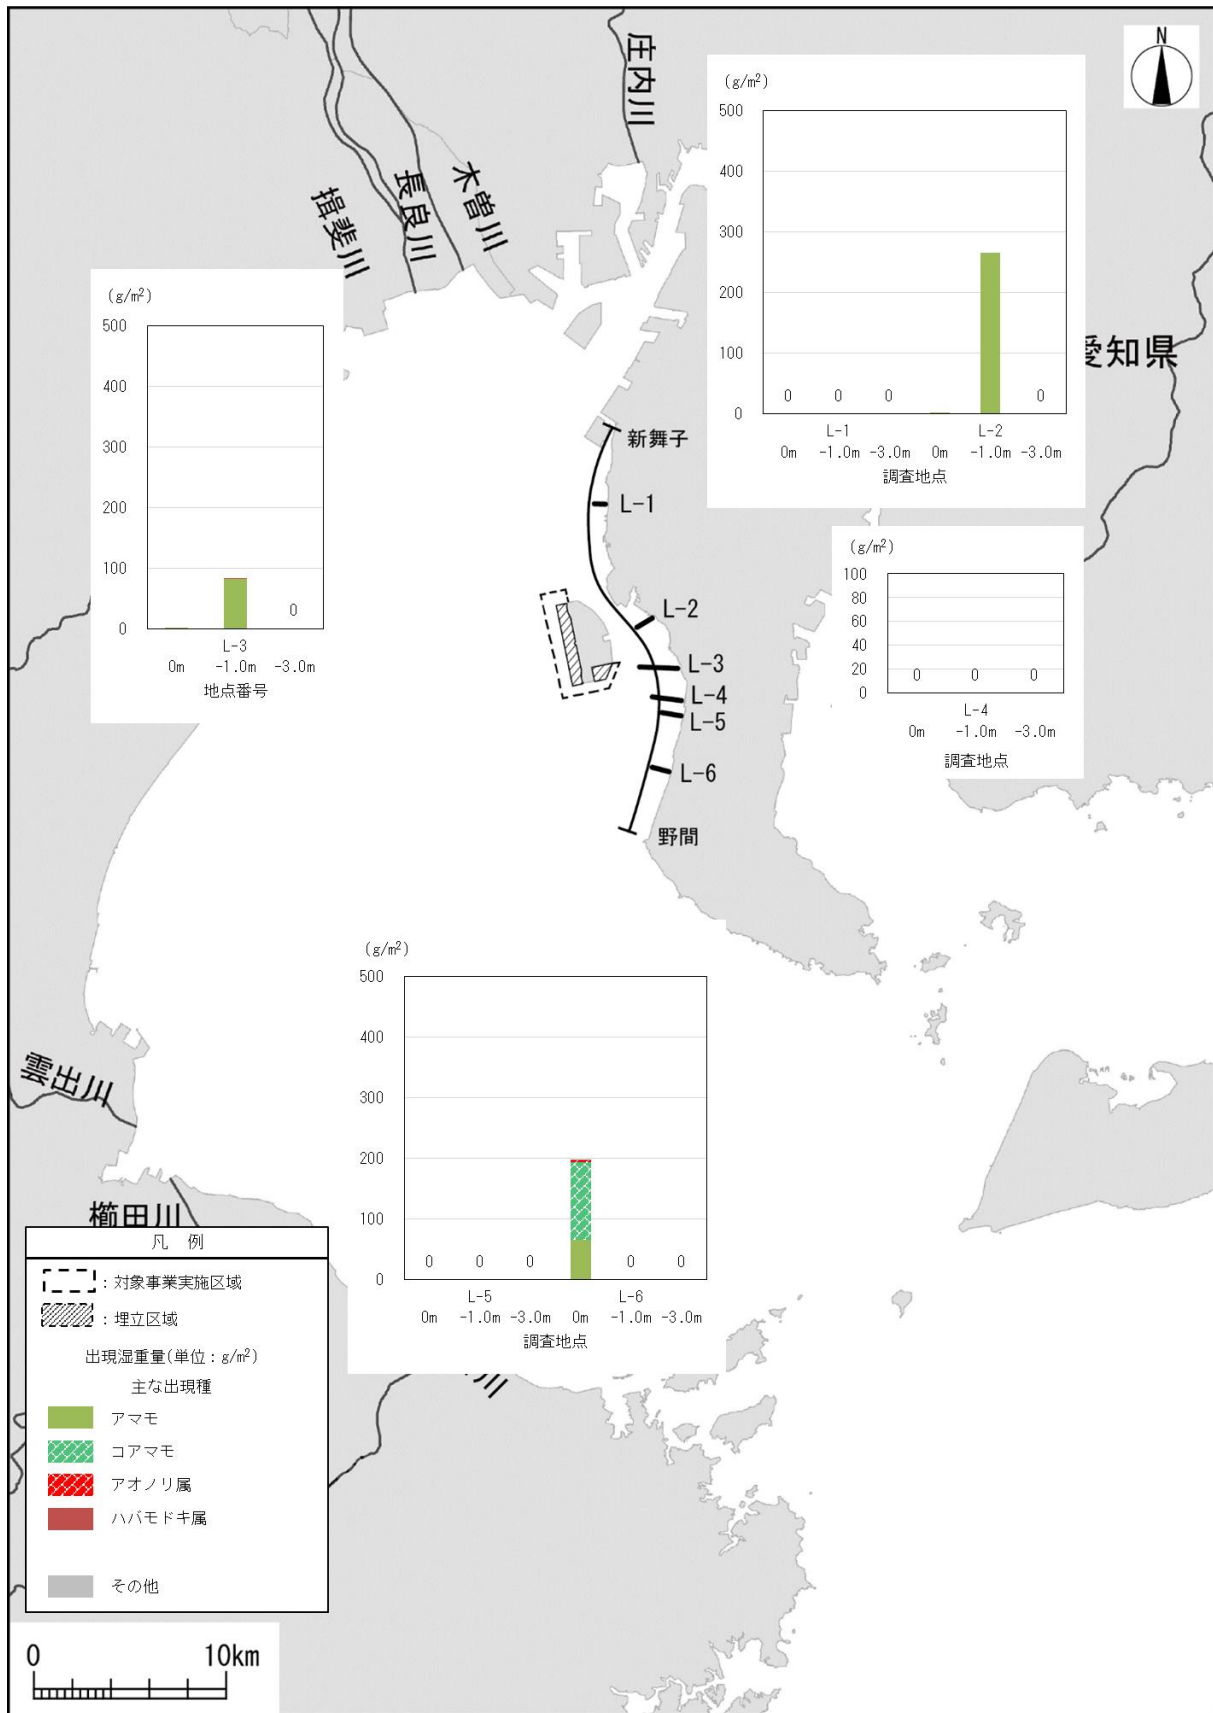 N
庄内川
木曽川
長良川
揖斐川
(g/m²)
500
400
300
200
100
0
0 0 0 0
L-1 L-2
0m -1.0m -3.0m 0m -1.0m -3.0m
調査地点
愛知県
(g/m²)
500
400
300
200
100
0
0
L-3
0m -1.0m -3.0m
地点番号
新舞子
L-1
L-2
L-3
L-4
L-5
L-6
野間
(g/m²)
100
80
60
40
20
0
0 0 0
L-4
0m -1.0m -3.0m
調査地点
(g/m²)
500
400
300
200
100
0
0 0 0 0 0
L-5 L-6
0m -1.0m -3.0m 0m -1.0m -3.0m
調査地点
雲出川
櫛田川
川
凡 例
:対象事業実施区域
:埋立区域
出現湿重量(単位:g/m²)
主な出現種
アマモ
コアマモ
アオノリ属
ハバモドキ属
その他
0 10km